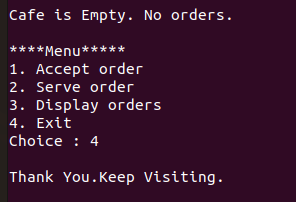 Cafe is Empty. No orders.
****Menu*****
1. Accept order
2. Serve order
3. Display orders
4. Exit
Choice : 4
Thank You.Keep Visiting.